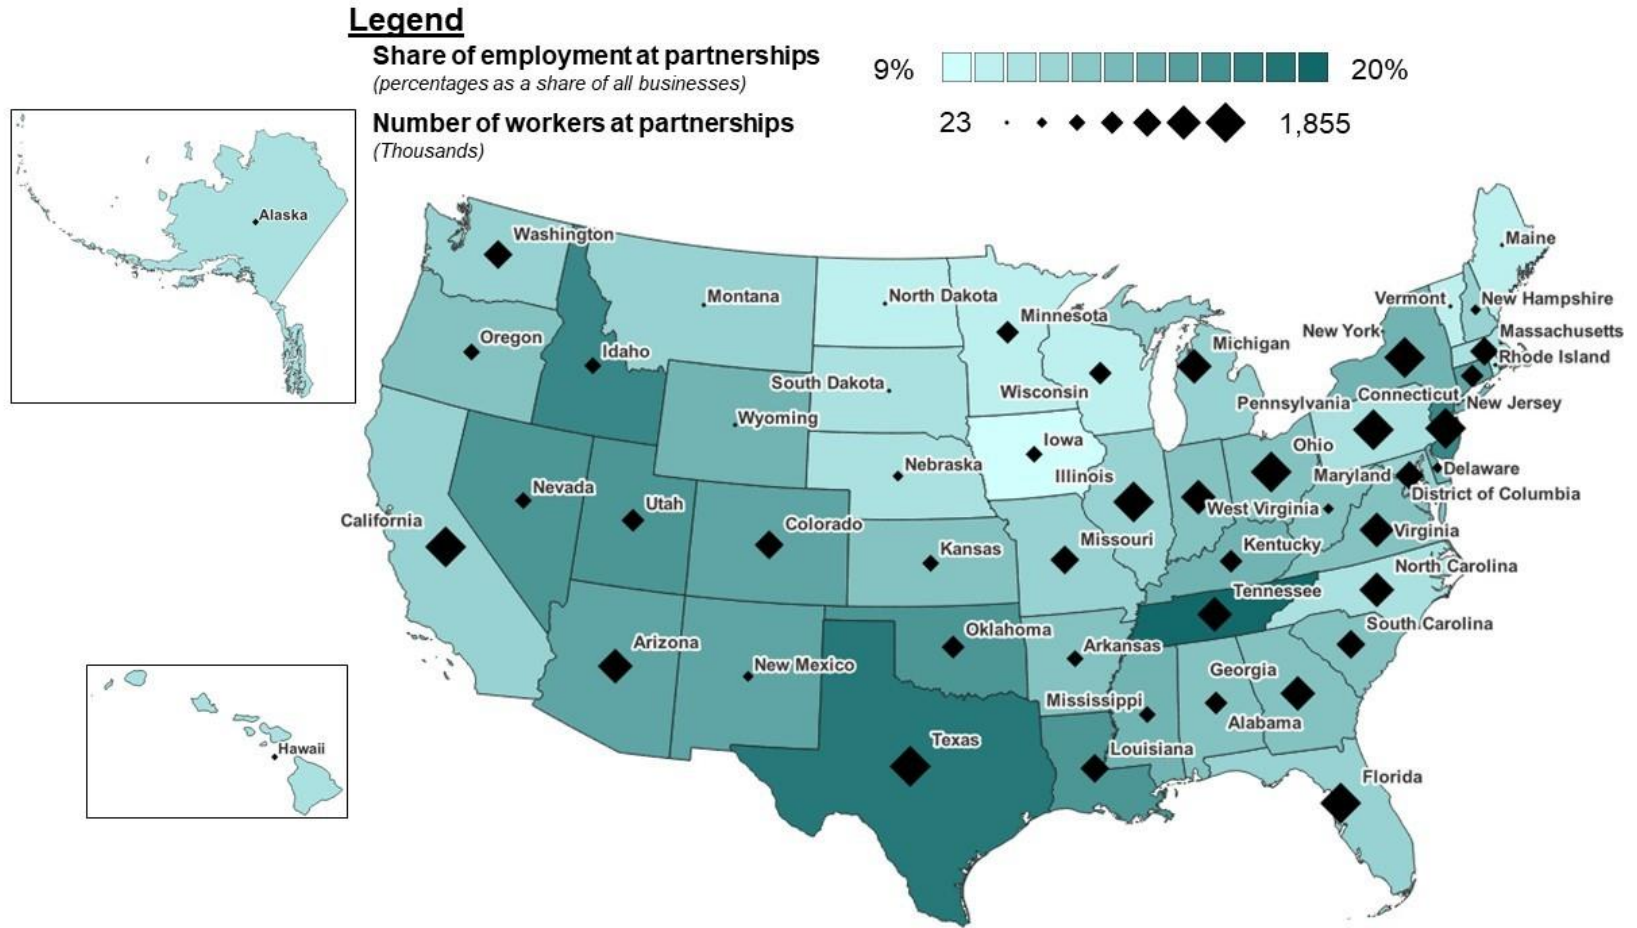 Legend
Share of employment at partnerships
(percentages as a share of all businesses)
9%
20%
Number of workers at partnerships
(Thousands)
23
1,855
Alaska
Washington
Montana
North Dakota
Minnesota
Maine
Vermont
New Hampshire
New York
Massachusetts
Rhode Island
Oregon
Idaho
Michigan
South Dakota
Wisconsin
Wyoming
Pennsylvania
Connecticut
New Jersey
Iowa
Ohio
Nebraska
Illinois
Maryland
Delaware
District of Columbia
Nevada
Utah
West Virginia
California
Colorado
Virginia
Kansas
Missouri
Kentucky
North Carolina
Tennessee
South Carolina
Arizona
Oklahoma
Arkansas
New Mexico
Georgia
Mississippi
Alabama
Texas
Louisiana
Hawaii
Florida